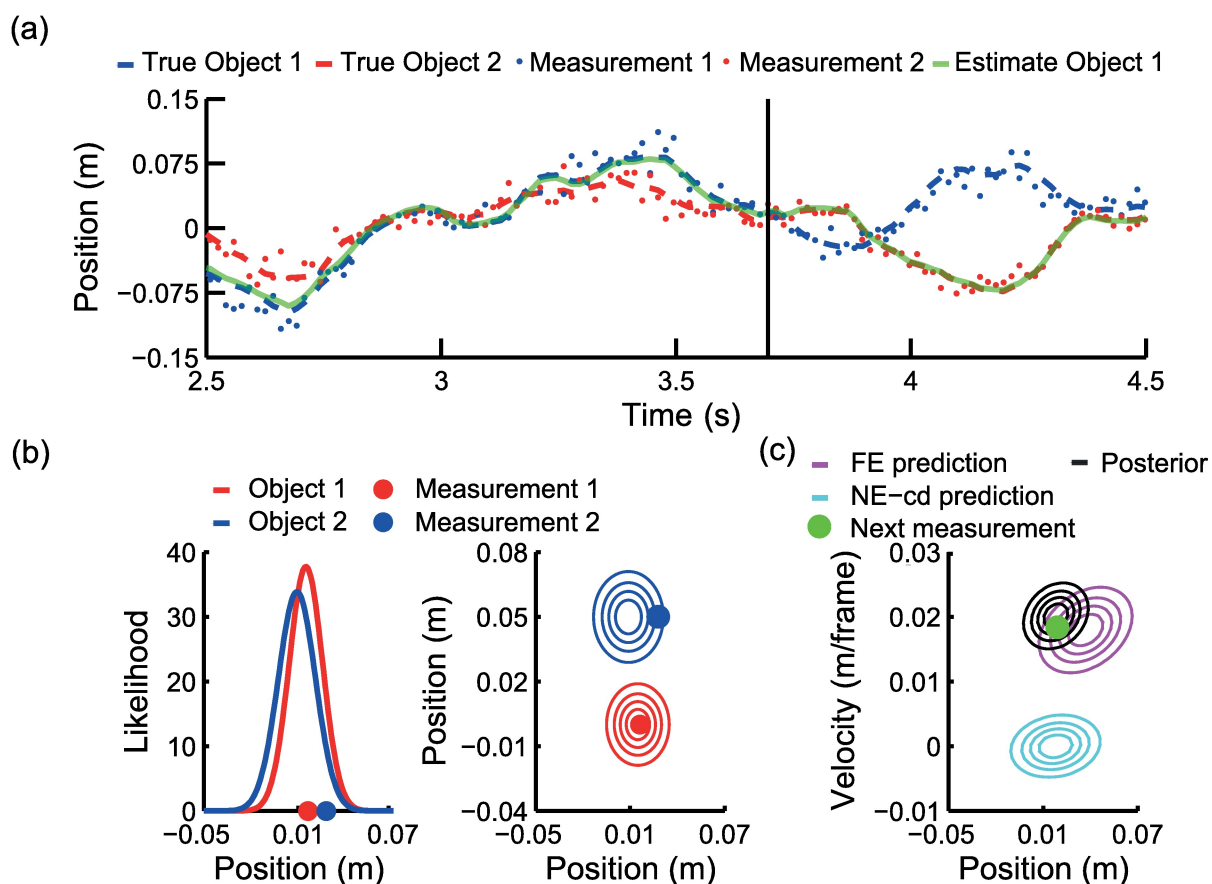 (a)
True Object 1 True Object 2 Measurement 1 Measurement 2 Estimate Object 1
0.15
0.075
0
−0.075
−0.15
Position (m)
2.5 3 3.5 4 4.5
Time (s)
(b)
Object 1 Measurement 1
Object 2 Measurement 2
40
30
20
10
0
Likelihood
−0.05 0.01 0.07
Position (m)
0.08
0.05
0.02
−0.01
−0.04
Position (m)
−0.05 0.01 0.07
Position (m)
(c)
FE prediction Posterior
NE−cd prediction
Next measurement
0.03
0.02
0.01
0
−0.01
Velocity (m/frame)
−0.05 0.01 0.07
Position (m)